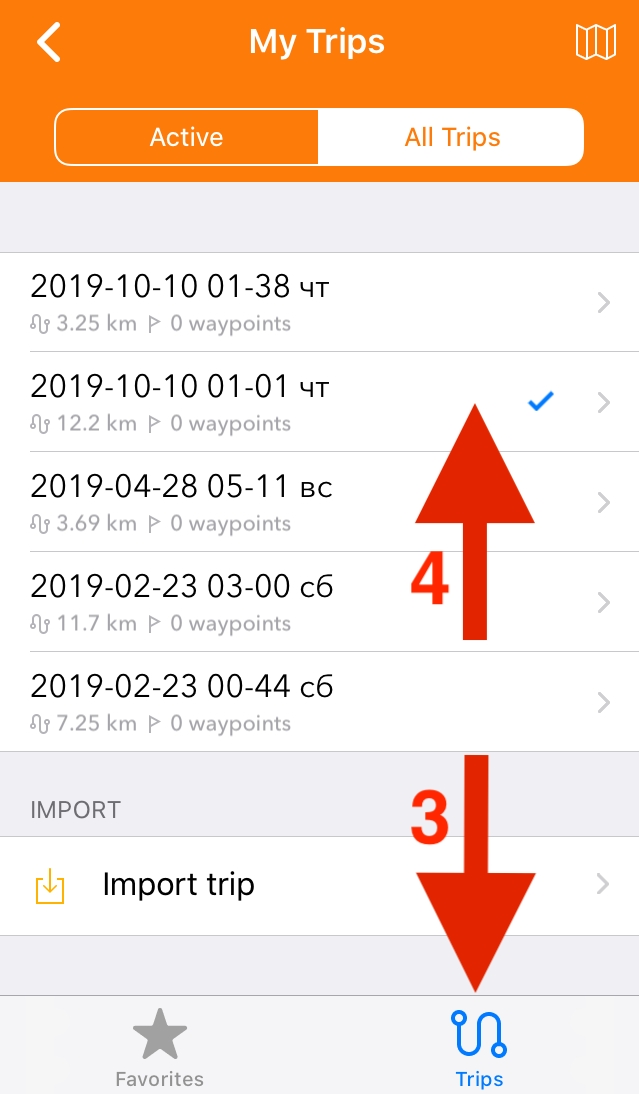 My Trips
Active
All Trips
2019-10-10 01-38 чт
3.25 km 0 waypoints
2019-10-10 01-01 чт
12.2 km 0 waypoints
2019-04-28 05-11 вс
3.69 km 0 waypoints
4
2019-02-23 03-00 сб
11.7 km 0 waypoints
2019-02-23 00-44 сб
7.25 km 0 waypoints
IMPORT
3
Import trip
Favorites
Trips